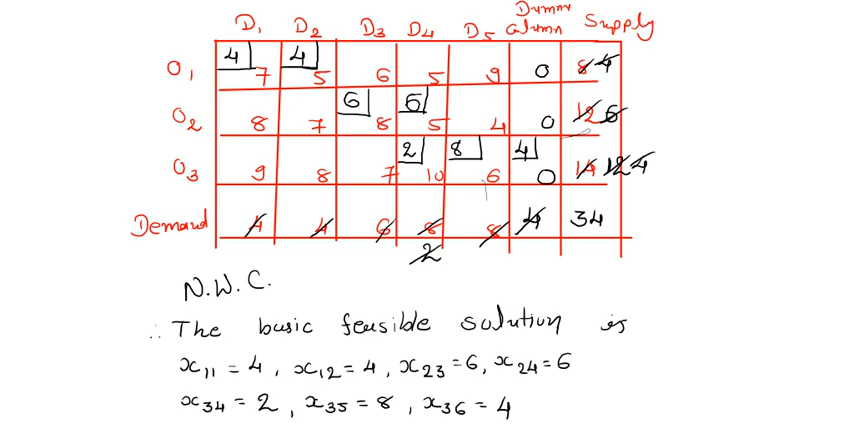 D1 D2 D3 D4 D5 Dummy Column Supply
O1 4 7 4 5 6 5 9 0 8 4
O2 8 7 6 8 6 5 4 0 12 6
O3 9 8 7 2 10 8 6 4 0 14 12 4
Demand 4 4 6 8 8 4 34
2
N.W.C.
∴ The basic feasible solution is
x11 = 4, x12 = 4, x23 = 6, x24 = 6
x34 = 2, x35 = 8, x36 = 4